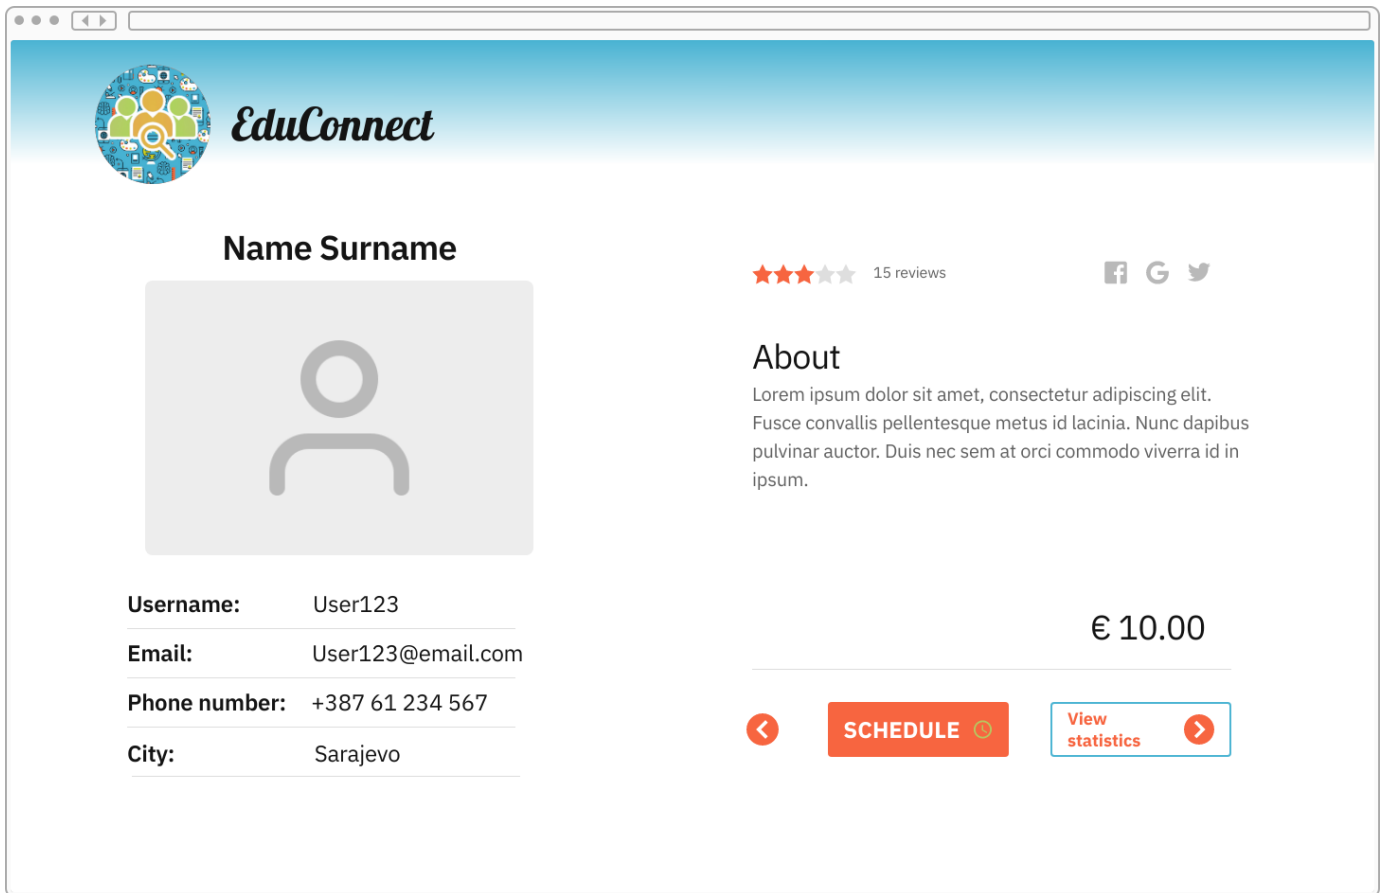 EduConnect
Name Surname
15 reviews
About
Lorem ipsum dolor sit amet, consectetur adipiscing elit.
Fusce convallis pellentesque metus id lacinia. Nunc dapibus
pulvinar auctor. Duis nec sem at orci commodo viverra id in
ipsum.
Username: User123
Email: User123@email.com
Phone number: +387 61 234 567
City: Sarajevo
€ 10.00
SCHEDULE
View
statistics